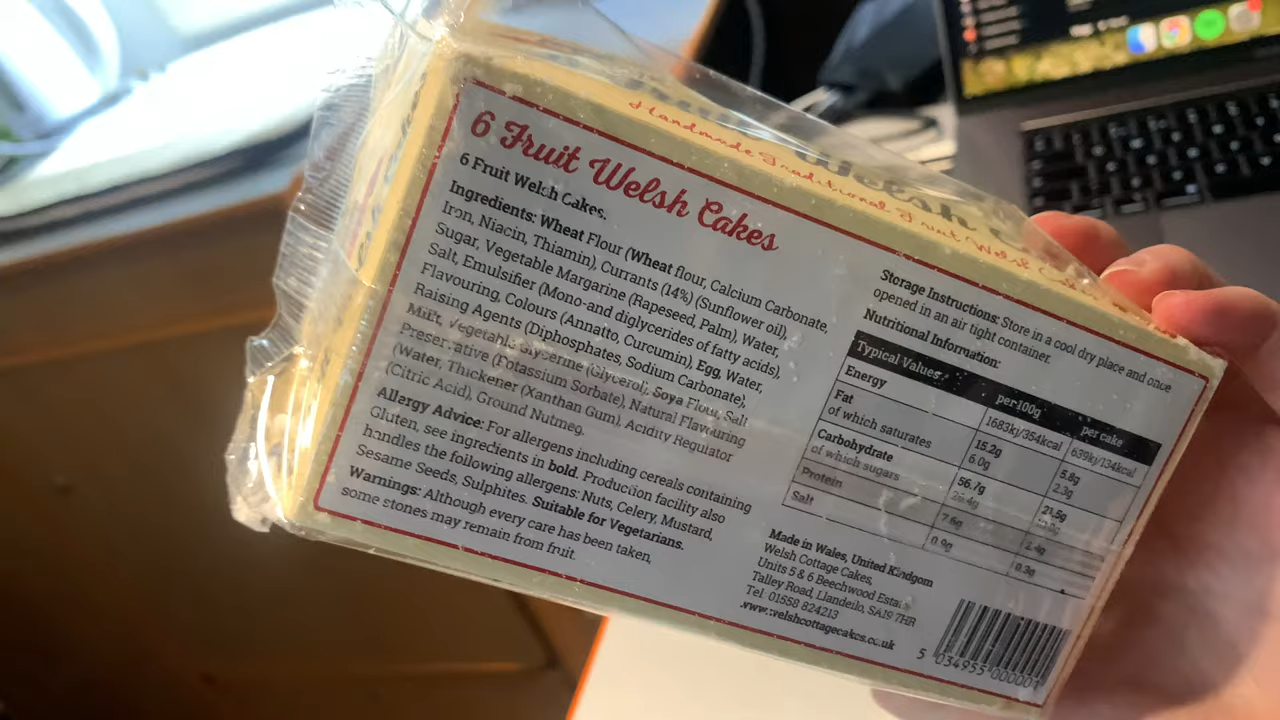 Handmade Traditional Fruit Welsh
6 Fruit Welsh Cakes
6 Fruit Welsh Cakes.
Ingredients: Wheat Flour (Wheat flour, Calcium Carbonate,
Iron, Niacin, Thiamin), Currants (14%) (Sunflower oil),
Sugar, Vegetable Margarine (Rapeseed, Palm), Water,
Salt, Emulsifier (Mono-and diglycerides of fatty acids),
Flavouring, Colours (Annatto, Curcumin), Egg, Water,
Raising Agents (Diphosphates, Sodium Carbonate),
Milk, Vegetable Glycerine (Glycerol), Soya Flour, Salt
Preservative (Potassium Sorbate), Natural Flavouring
(Water, Thickener (Xanthan Gum), Acidity Regulator
(Citric Acid), Ground Nutmeg.
Allergy Advice: For allergens including cereals containing
Gluten, see ingredients in bold. Production facility also
handles the following allergens: Nuts, Celery, Mustard,
Sesame Seeds, Sulphites. Suitable for Vegetarians.
Warnings: Although every care has been taken,
some stones may remain from fruit.
Storage Instructions: Store in a cool dry place and once
opened in an air tight container.
Nutritional Information:
Typical Values: per100g per cake
Energy 1683kj/354kcal 639kj/134kcal
Fat 15.2g 5.8g
of which saturates 6.0g 2.3g
Carbohydrate 56.7g 21.5g
of which sugars 26.4g
Protein 7.6g 2.4g
Salt 0.9g 0.3g
Made in Wales, United Kindgom
Welsh Cottage Cakes,
Units 5 & 6 Beechwood Estate
Talley Road, Llandeilo, SA19 7HR
Tel: 01558 824213
www.welshcottagecakes.co.uk
5 034955 000001